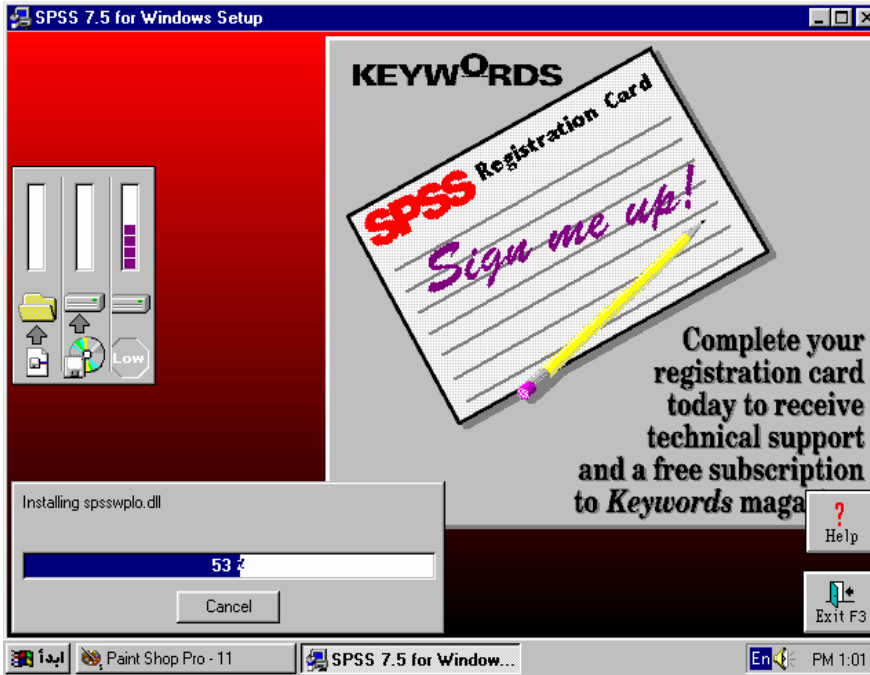 SPSS 7.5 for Windows Setup
KEYWORDS
SPSS Registration Card
Sign me up!
Low
Complete your
registration card
today to receive
technical support
and a free subscription
to Keywords maga
Installing spsswplo.dll
53 %
Cancel
?
Help
Exit F3
ابدأ
Paint Shop Pro - 11
SPSS 7.5 for Window...
En
PM 1:01